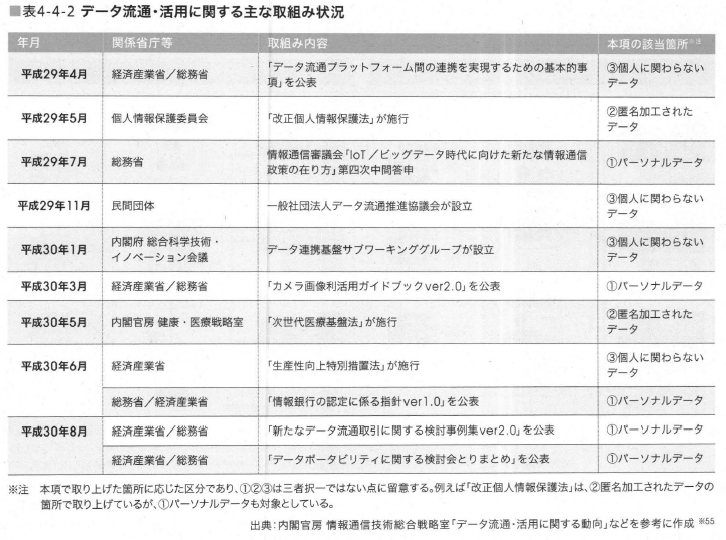 ■表4-4-2 データ流通・活用に関する主な取組み状況
年月 関係省庁等 取組み内容 本項の該当箇所※注
平成29年4月 経済産業省／総務省 「データ流通プラットフォーム間の連携を実現するための基本的事
項」を公表 ③個人に関わらない
データ
平成29年5月 個人情報保護委員会 「改正個人情報保護法」が施行 ②匿名加工された
データ
平成29年7月 総務省 情報通信審議会「IoT／ビッグデータ時代に向けた新たな情報通信
政策の在り方」第四次中間答申 ①パーソナルデータ
平成29年11月 民間団体 一般社団法人データ流通推進協議会が設立 ③個人に関わらない
データ
平成30年1月 内閣府 総合科学技術・
イノベーション会議 データ連携基盤サブワーキンググループが設立 ③個人に関わらない
データ
平成30年3月 経済産業省／総務省 「カメラ画像利活用ガイドブックver2.0」を公表 ①パーソナルデータ
平成30年5月 内閣官房 健康・医療戦略室 「次世代医療基盤法」が施行 ②匿名加工された
データ
平成30年6月 経済産業省 「生産性向上特別措置法」が施行 ③個人に関わらない
データ
総務省／経済産業省 「情報銀行の認定に係る指針ver1.0」を公表 ①パーソナルデータ
平成30年8月 経済産業省／総務省 「新たなデータ流通取引に関する検討事例集ver2.0」を公表 ①パーソナルデータ
経済産業省／総務省 「データポータビリティに関する検討会とりまとめ」を公表 ①パーソナルデータ
※注 本項で取り上げた箇所に応じた区分であり、①②③は三者択一ではない点に留意する。例えば「改正個人情報保護法」は、②匿名加工されたデータの
箇所で取り上げているが、①パーソナルデータも対象としている。
出典：内閣官房 情報通信技術総合戦略室「データ流通・活用に関する動向」などを参考に作成 ※55